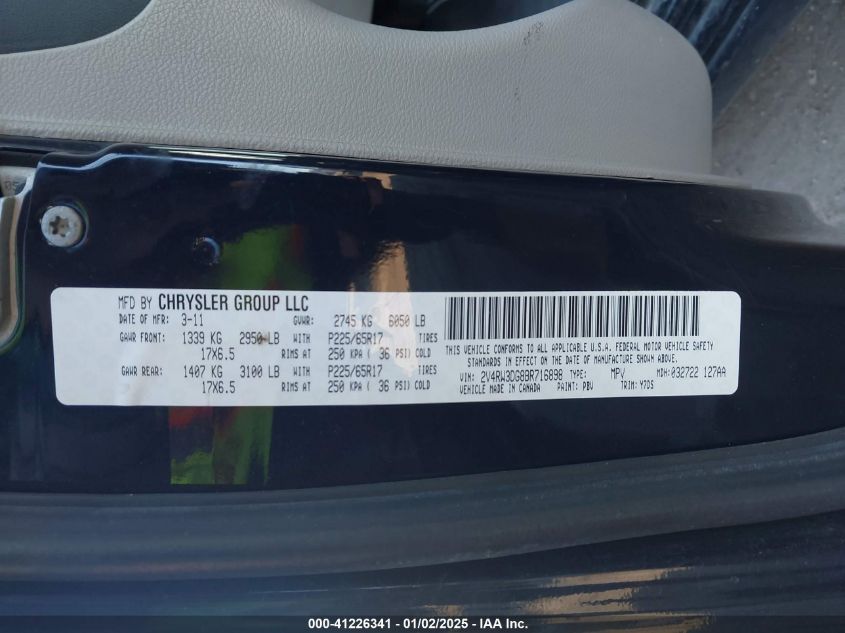 MFD BY CHRYSLER GROUP LLC
DATE OF MFR: 3-11 GVWR: 2745 KG 6050 LB
GAWR FRONT: 1339 KG 2950 LB WITH P225/65R17 TIRES
17X6.5 RIMS AT 250 KPA ( 36 PSI) COLD
GAWR REAR: 1407 KG 3100 LB WITH P225/65R17 TIRES
17X6.5 RIMS AT 250 KPA ( 36 PSI) COLD
THIS VEHICLE CONFORMS TO ALL APPLICABLE U.S.A. FEDERAL MOTOR VEHICLE SAFETY
STANDARDS IN EFFECT ON THE DATE OF MANUFACTURE SHOWN ABOVE.
VIN: 2V4RW3DG8BR716898 TYPE: MPV MDH: 032722 127AA
VEHICLE MADE IN CANADA PAINT: PBV TRIM: Y7D5
000-41226341 - 01/02/2025 - IAA Inc.